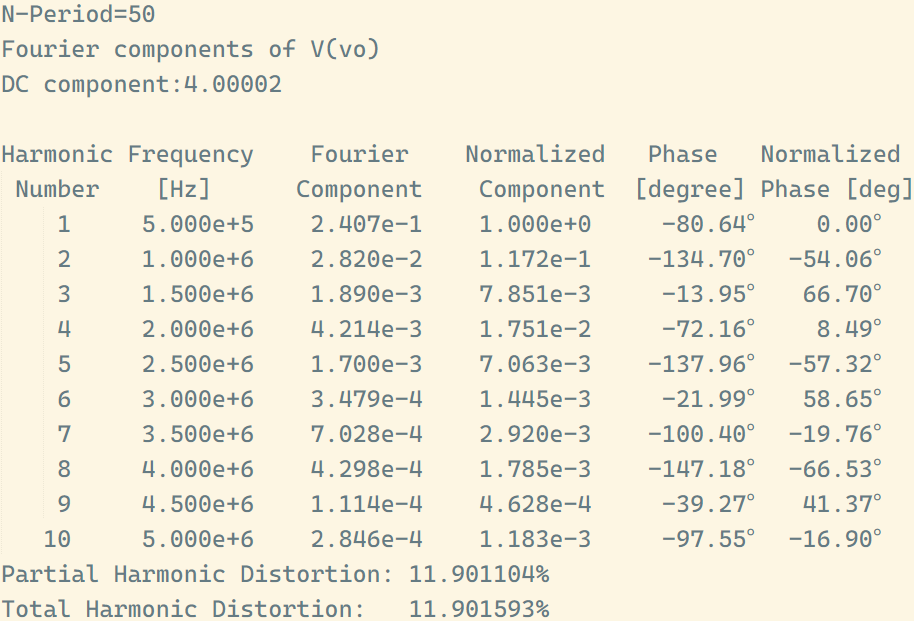 N-Period=50
Fourier components of V(vo)
DC component:4.00002

Harmonic Frequency    Fourier    Normalized   Phase   Normalized
 Number    [Hz]      Component    Component  [degree] Phase [deg]
    1     5.000e+5    2.407e-1    1.000e+0     -80.64°     0.00°
    2     1.000e+6    2.820e-2    1.172e-1    -134.70°   -54.06°
    3     1.500e+6    1.890e-3    7.851e-3     -13.95°    66.70°
    4     2.000e+6    4.214e-3    1.751e-2     -72.16°     8.49°
    5     2.500e+6    1.700e-3    7.063e-3    -137.96°   -57.32°
    6     3.000e+6    3.479e-4    1.445e-3     -21.99°    58.65°
    7     3.500e+6    7.028e-4    2.920e-3    -100.40°   -19.76°
    8     4.000e+6    4.298e-4    1.785e-3    -147.18°   -66.53°
    9     4.500e+6    1.114e-4    4.628e-4     -39.27°    41.37°
   10     5.000e+6    2.846e-4    1.183e-3     -97.55°   -16.90°
Partial Harmonic Distortion: 11.901104%
Total Harmonic Distortion:   11.901593%